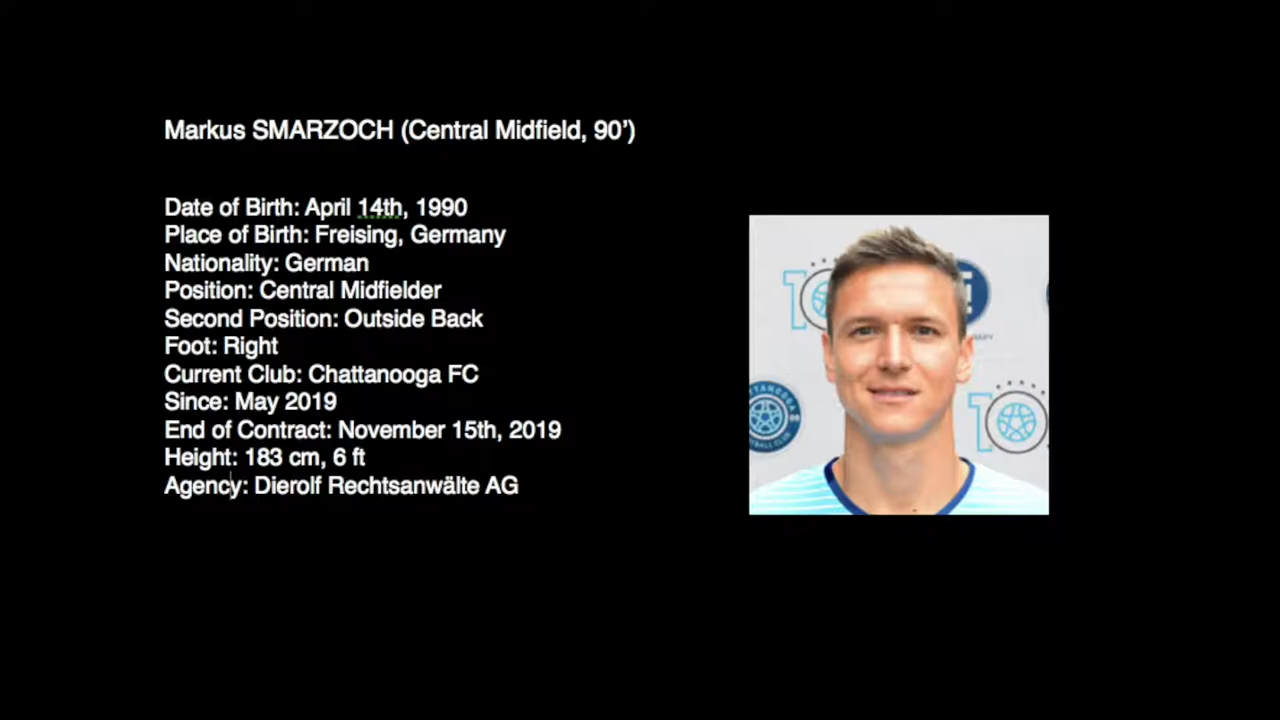 Markus SMARZOCH (Central Midfield, 90’)
Date of Birth: April 14th, 1990
Place of Birth: Freising, Germany
Nationality: German
Position: Central Midfielder
Second Position: Outside Back
Foot: Right
Current Club: Chattanooga FC
Since: May 2019
End of Contract: November 15th, 2019
Height: 183 cm, 6 ft
Agency: Dierolf Rechtsanwälte AG